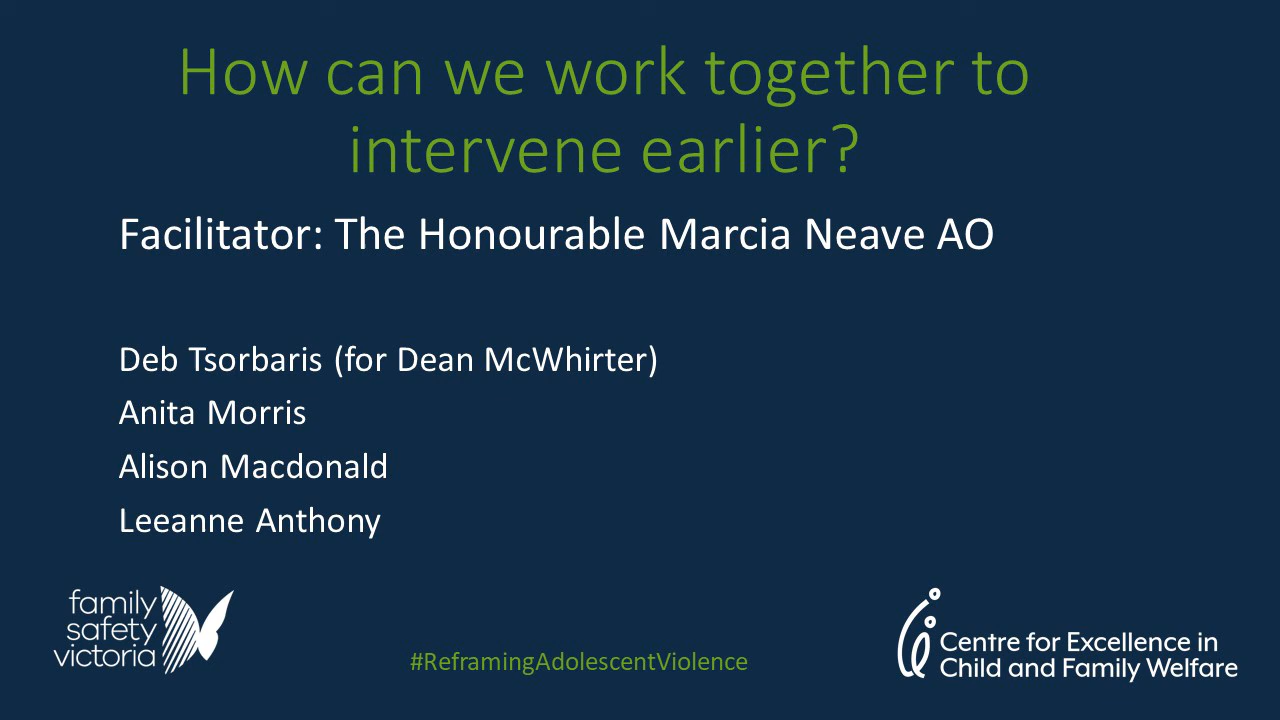 How can we work together to
intervene earlier?
Facilitator: The Honourable Marcia Neave AO
Deb Tsorbaris (for Dean McWhirter)
Anita Morris
Alison Macdonald
Leeanne Anthony
family
safety
victoria
#ReframingAdolescentViolence
Centre for Excellence in
Child and Family Welfare